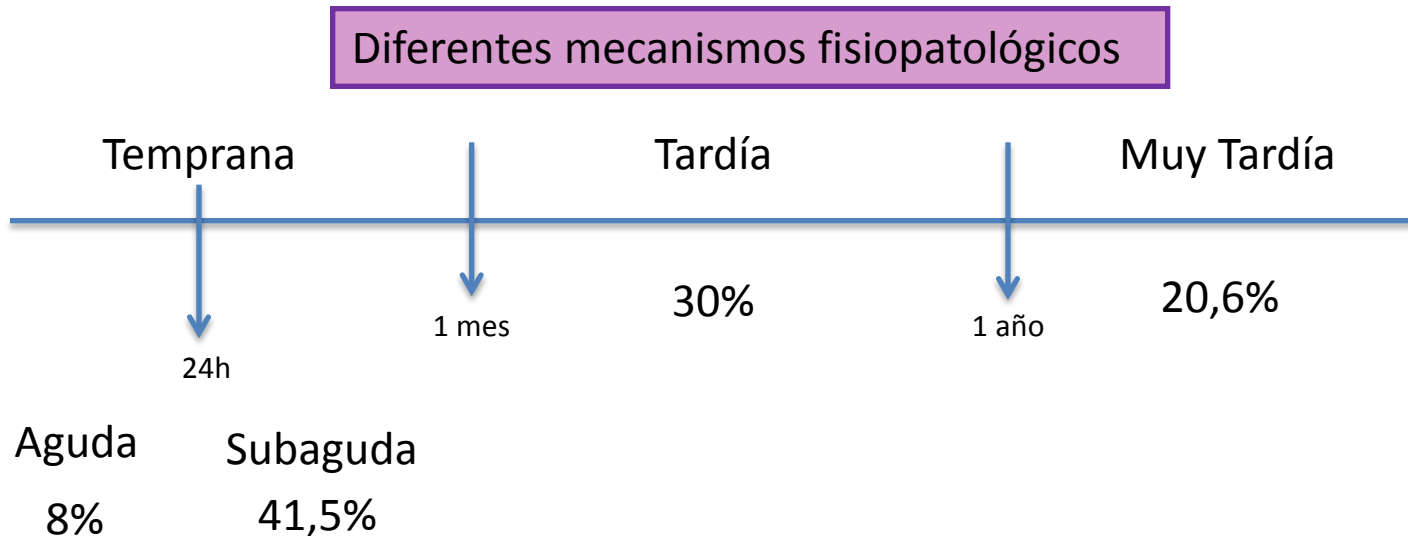 Diferentes mecanismos fisiopatológicos
Temprana
Tardía
Muy Tardía
30%
20,6%
1 mes
1 año
24h
Aguda
Subaguda
8%
41,5%